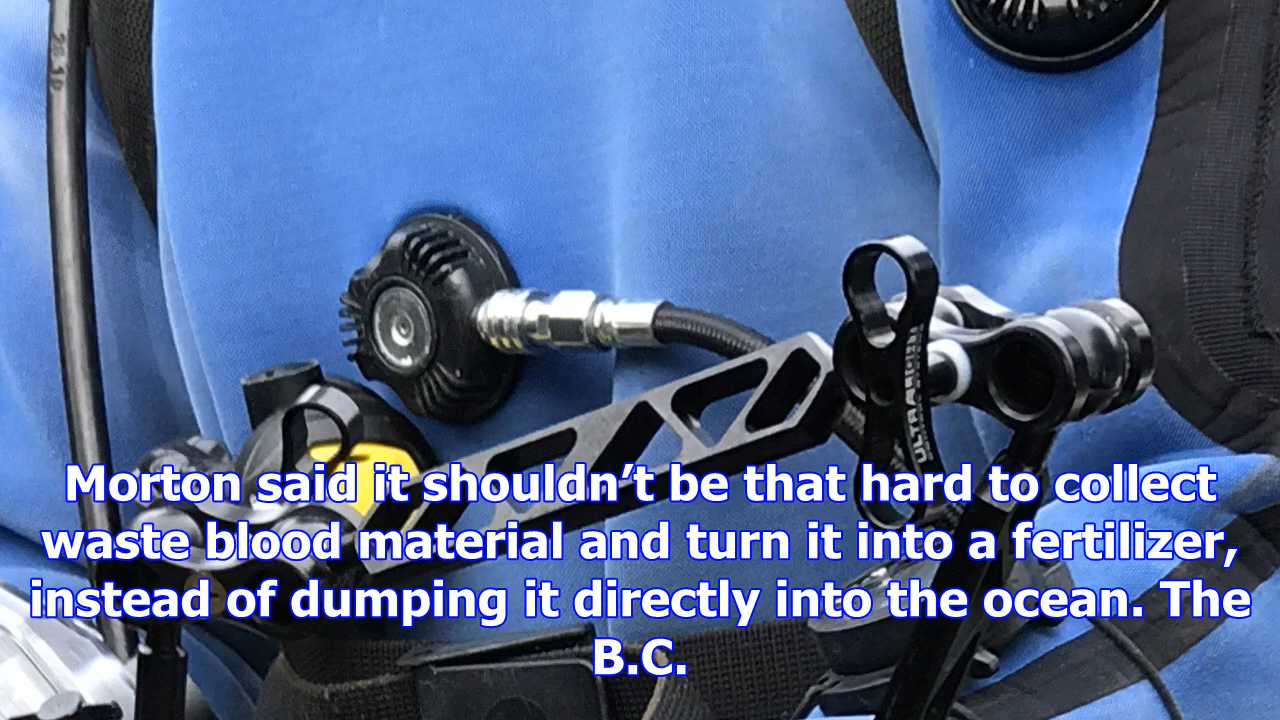 ULTRALIGHT
Morton said it shouldn’t be that hard to collect
waste blood material and turn it into a fertilizer,
instead of dumping it directly into the ocean. The
B.C.